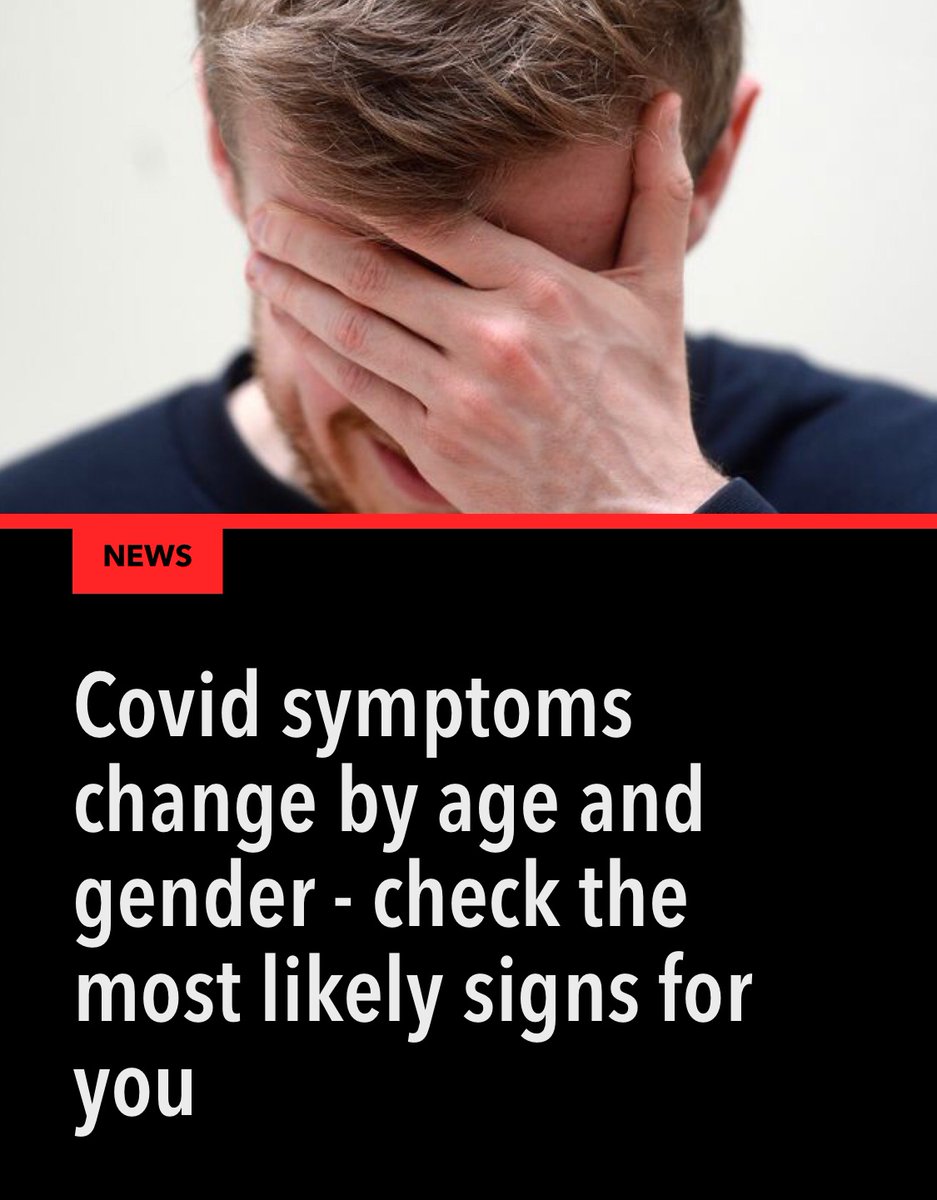 NEWS
Covid symptoms
change by age and
gender - check the
most likely signs for
you